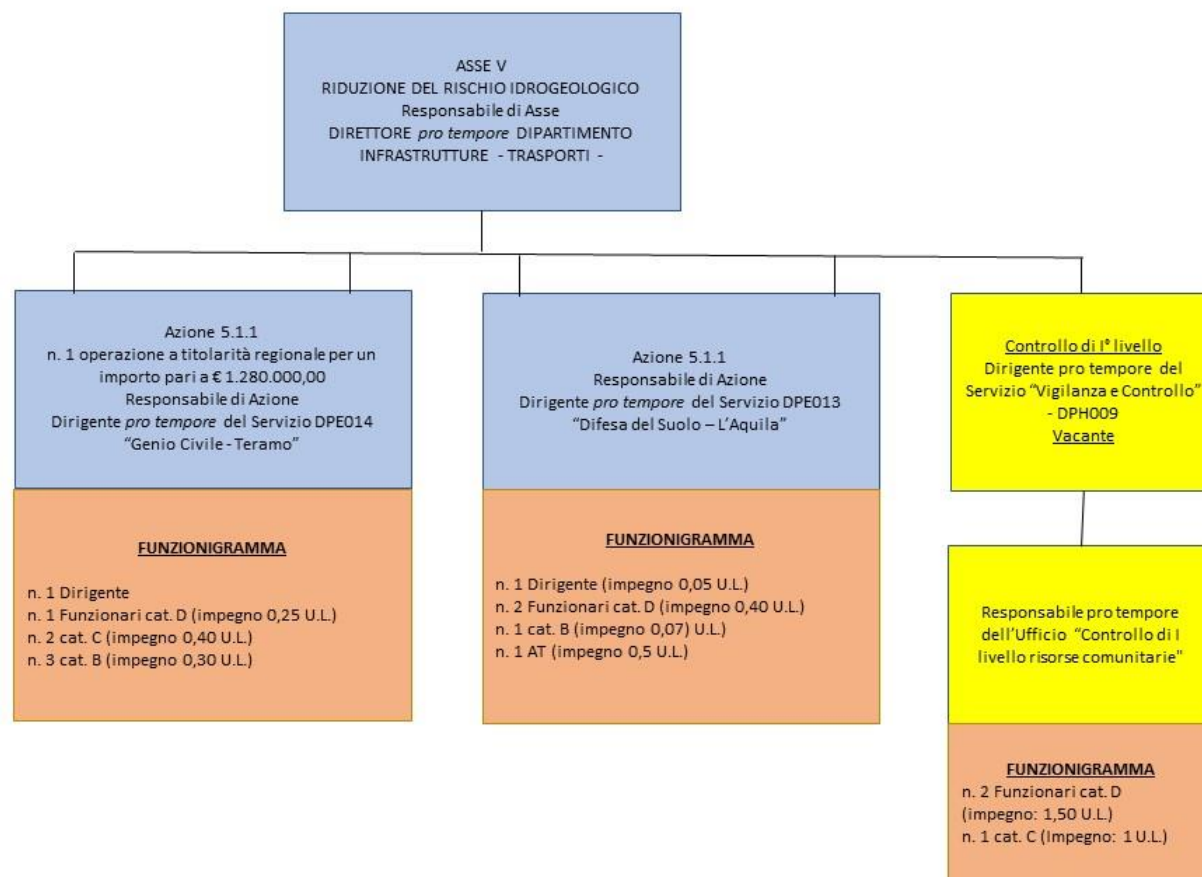 ASSE V
RIDUZIONE DEL RISCHIO IDROGEOLOGICO
Responsabile di Asse
DIRETTORE pro tempore DIPARTIMENTO
INFRASTRUTTURE - TRASPORTI -
Azione 5.1.1
n. 1 operazione a titolarità regionale per un
importo pari a € 1.280.000,00
Responsabile di Azione
Dirigente pro tempore del Servizio DPE014
“Genio Civile - Teramo”
FUNZIONIGRAMMA
n. 1 Dirigente
n. 1 Funzionari cat. D (impegno 0,25 U.L.)
n. 2 cat. C (impegno 0,40 U.L.)
n. 3 cat. B (impegno 0,30 U.L.)
Azione 5.1.1
Responsabile di Azione
Dirigente pro tempore del Servizio DPE013
“Difesa del Suolo – L’Aquila”
FUNZIONIGRAMMA
n. 1 Dirigente (impegno 0,05 U.L.)
n. 2 Funzionari cat. D (impegno 0,40 U.L.)
n. 1 cat. B (impegno 0,07) U.L.)
n. 1 AT (impegno 0,5 U.L.)
Controllo di I° livello
Dirigente pro tempore del
Servizio “Vigilanza e Controllo”
- DPH009
Vacante
Responsabile pro tempore
dell’Ufficio “Controllo di I
livello risorse comunitarie"
FUNZIONIGRAMMA
n. 2 Funzionari cat. D
(impegno: 1,50 U.L.)
n. 1 cat. C (Impegno: 1 U.L.)